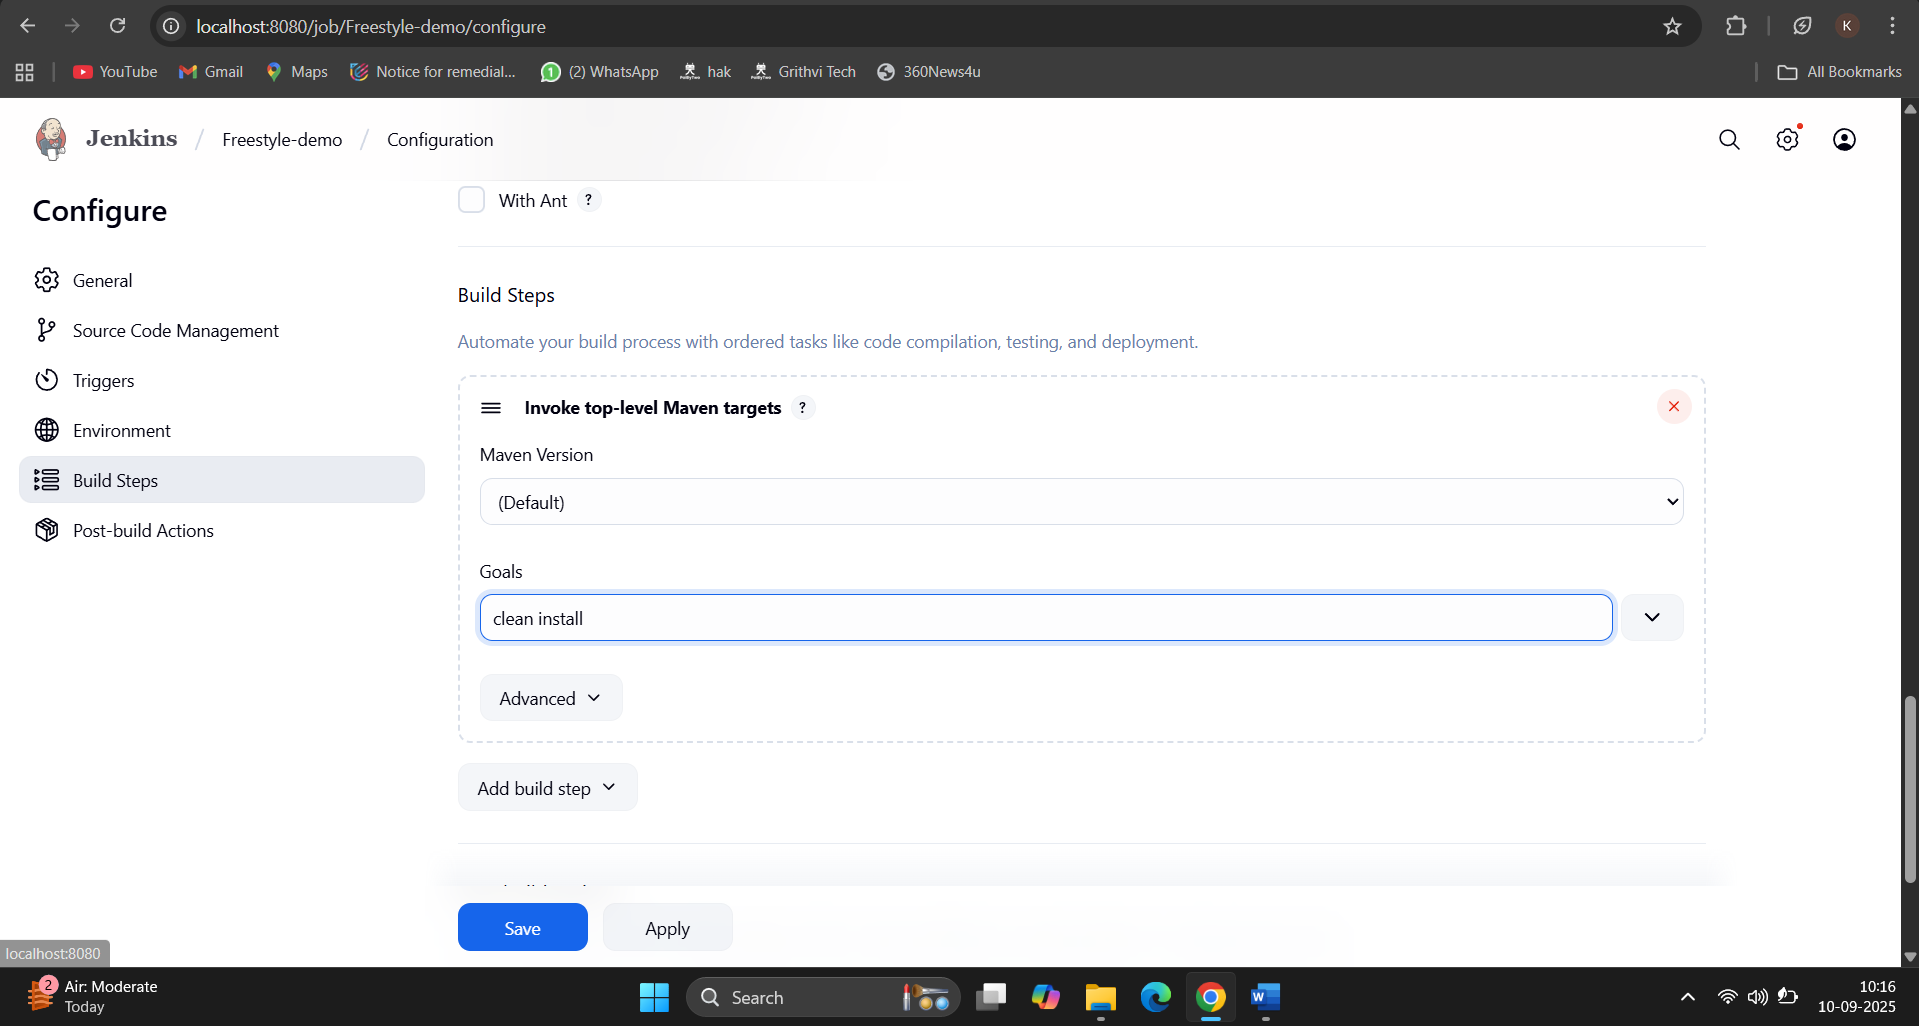 localhost:8080/job/Freestyle-demo/configure
K
YouTube
Gmail
Maps
Notice for remedial...
(2) WhatsApp
hak
Grithvi Tech
360News4u
All Bookmarks
Jenkins / Freestyle-demo / Configuration
Configure
General
Source Code Management
Triggers
Environment
Build Steps
Post-build Actions
With Ant ?
Build Steps
Automate your build process with ordered tasks like code compilation, testing, and deployment.
Invoke top-level Maven targets ?
Maven Version
(Default)
Goals
clean install
Advanced
Add build step
Save
Apply
localhost:8080
2
Air: Moderate
Today
Search
W
10:16
10-09-2025